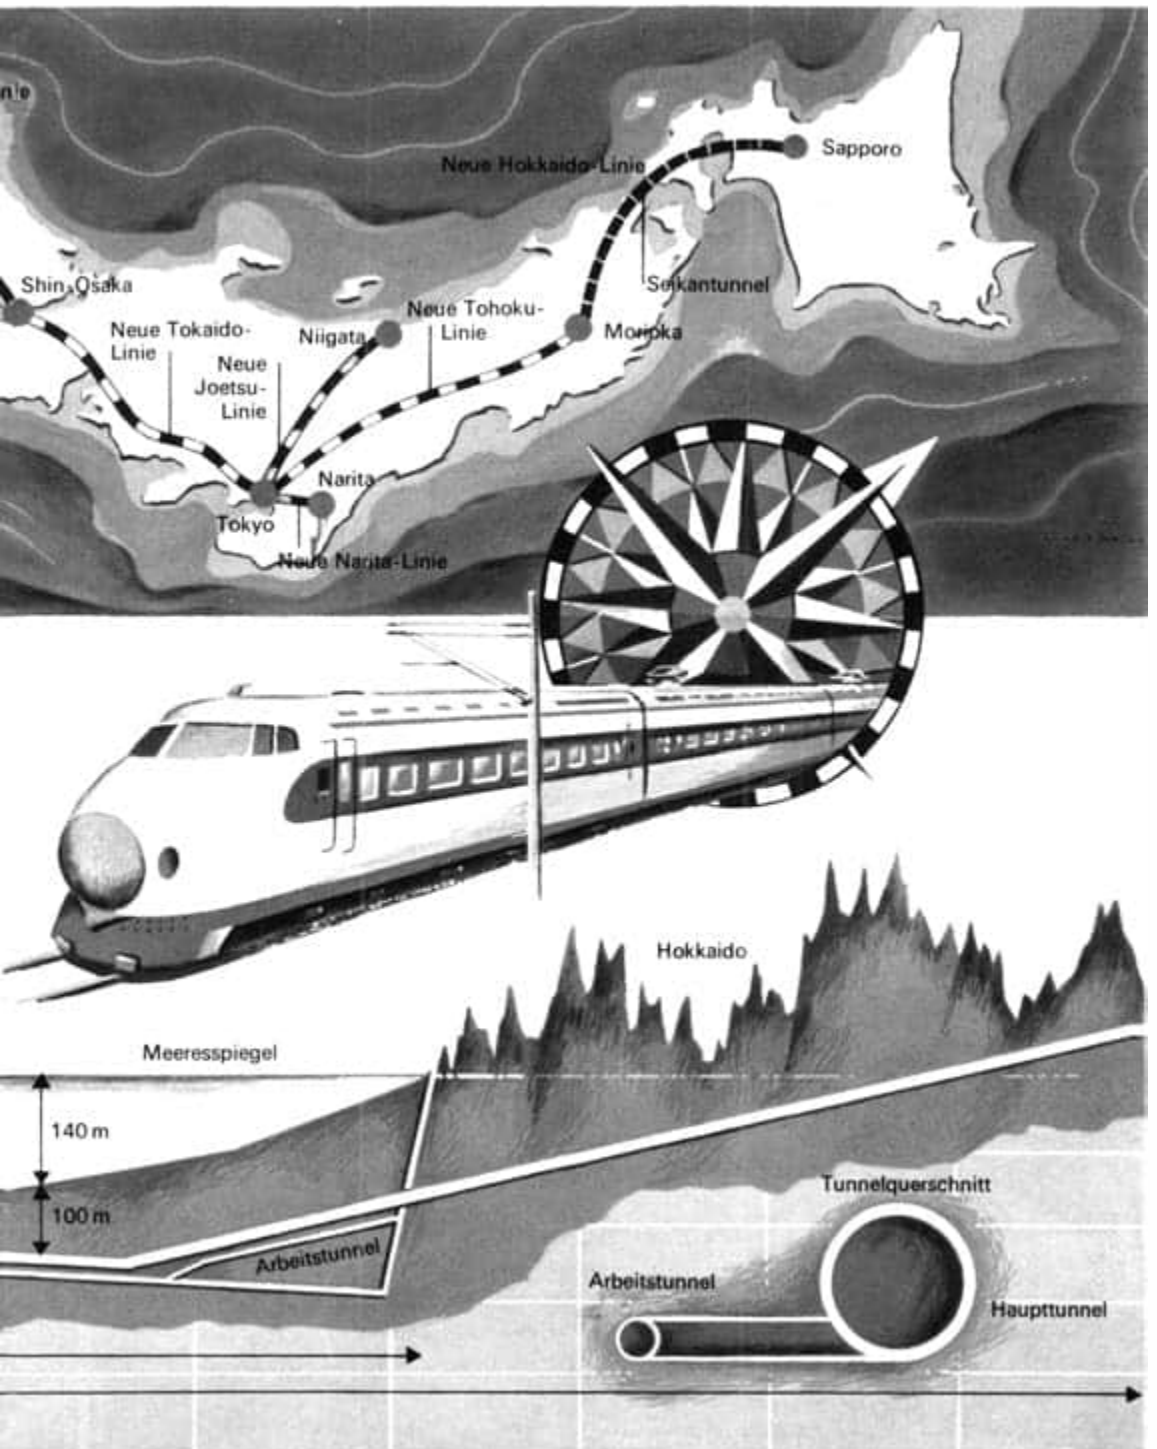 nie
Neue Hokkaido-Linie
Sapporo
Shin Osaka
Seikantunnel
Neue Tohoku-
Linie
Neue Tokaido-
Linie
Niigata
Morioka
Neue
Joetsu-
Linie
Narita
Tokyo
Neue Narita-Linie
Hokkaido
Meeresspiegel
140 m
100 m
Arbeitstunnel
Tunnelquerschnitt
Arbeitstunnel
Haupttunnel